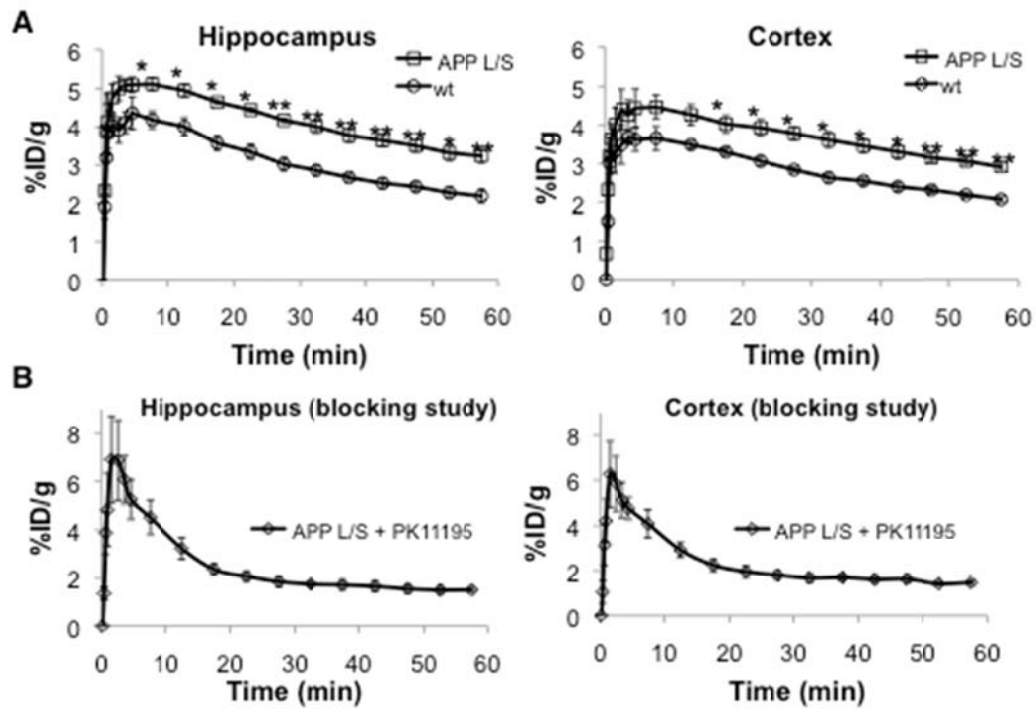 A
Hippocampus
APP L/S
wt
6
5
4
3
2
1
0
%ID/g
* * * * ** ** ** ** ** * **
0 10 20 30 40 50 60
Time (min)
Cortex
APP L/S
wt
6
5
4
3
2
1
0
%ID/g
* * * * * * ** ** **
0 10 20 30 40 50 60
Time (min)
B
Hippocampus (blocking study)
8
6
4
2
0
%ID/g
APP L/S + PK11195
0 10 20 30 40 50 60
Time (min)
Cortex (blocking study)
8
6
4
2
0
%ID/g
APP L/S + PK11195
0 10 20 30 40 50 60
Time (min)